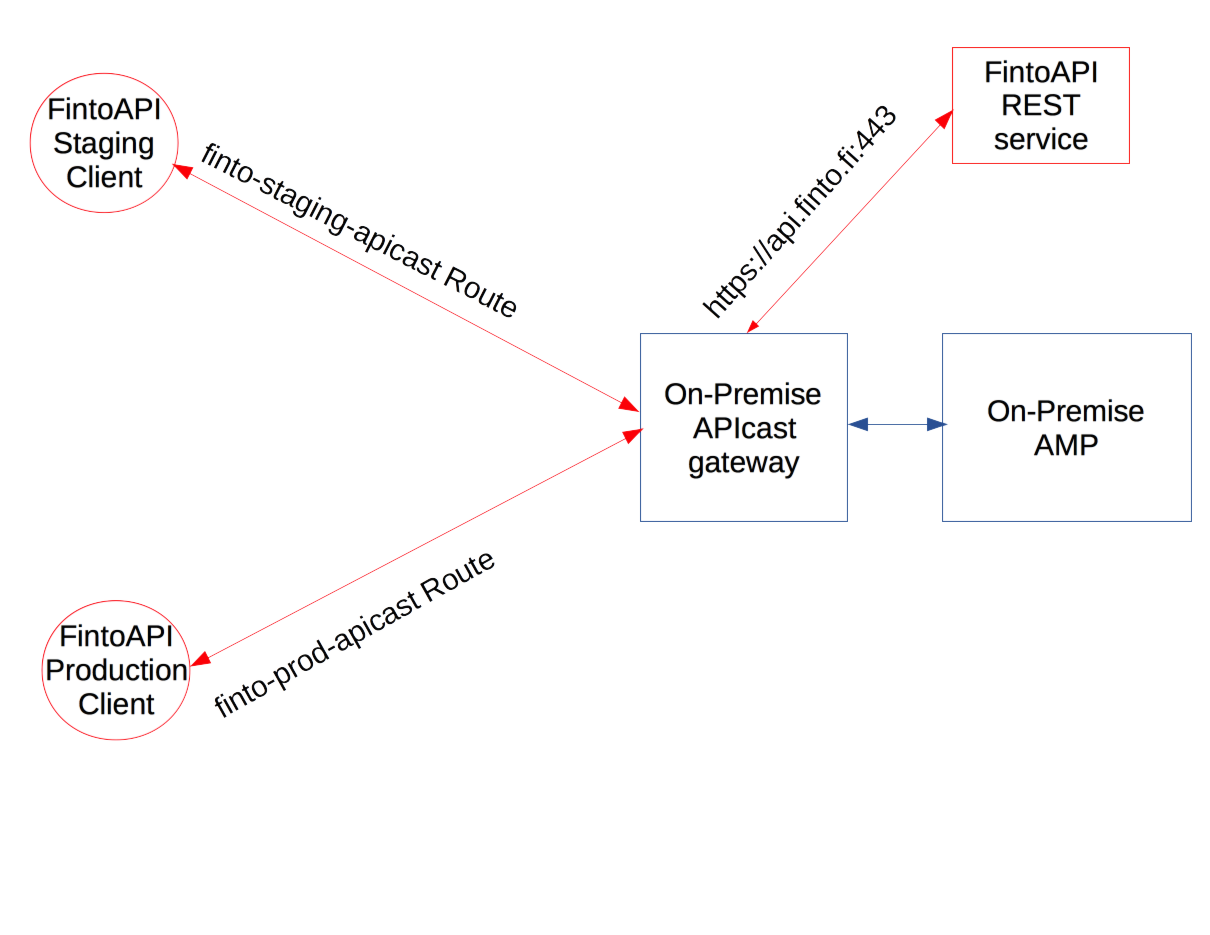 FintoAPI
Staging
Client
finto-staging-apicast Route
https://api.finto.fi:443
FintoAPI
REST
service
On-Premise
APIcast
gateway
On-Premise
AMP
FintoAPI
Production
Client
finto-prod-apicast Route